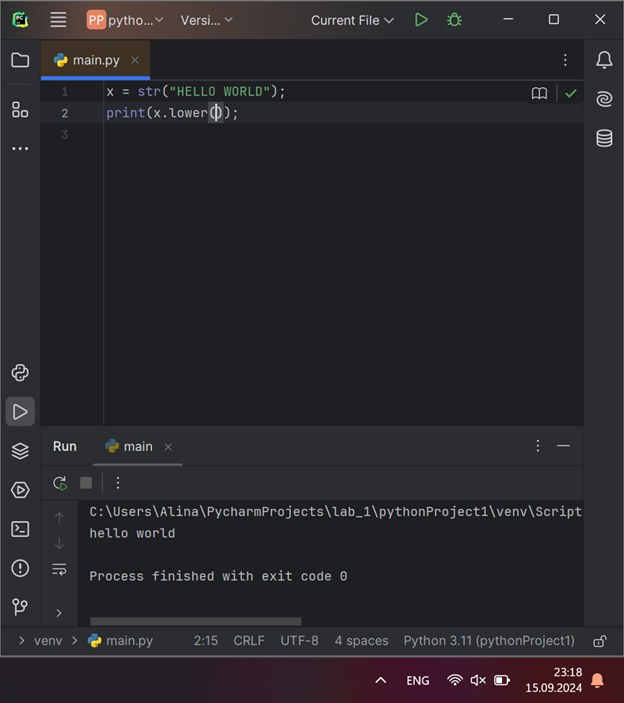 PP pytho... Versi... Current File
main.py
1 x = str("HELLO WORLD");
2 print(x.lower());
3
Run main
C:\Users\Alina\PycharmProjects\lab_1\pythonProject1\venv\Script
hello world
Process finished with exit code 0
venv main.py 2:15 CRLF UTF-8 4 spaces Python 3.11 (pythonProject1)
ENG 23:18
15.09.2024